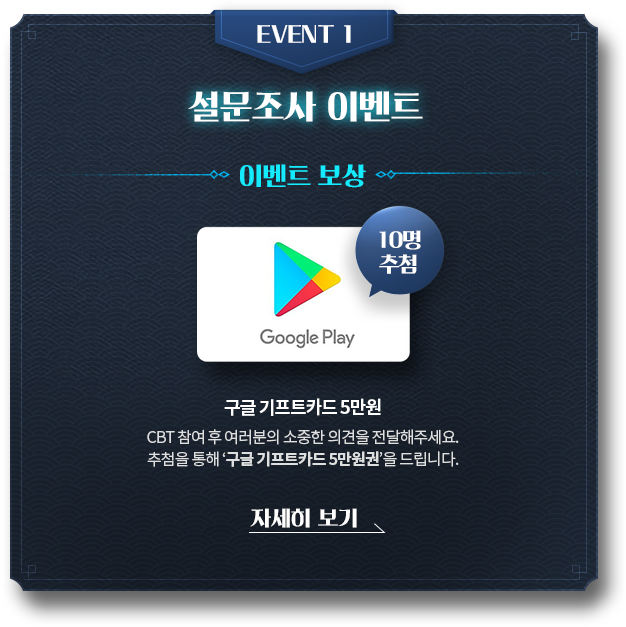 EVENT 1
설문조사 이벤트
이벤트 보상
10명
추첨
Google Play
구글 기프트카드 5만원
CBT 참여 후 여러분의 소중한 의견을 전달해주세요.
추첨을 통해 ‘구글 기프트카드 5만원권’을 드립니다.
자세히 보기